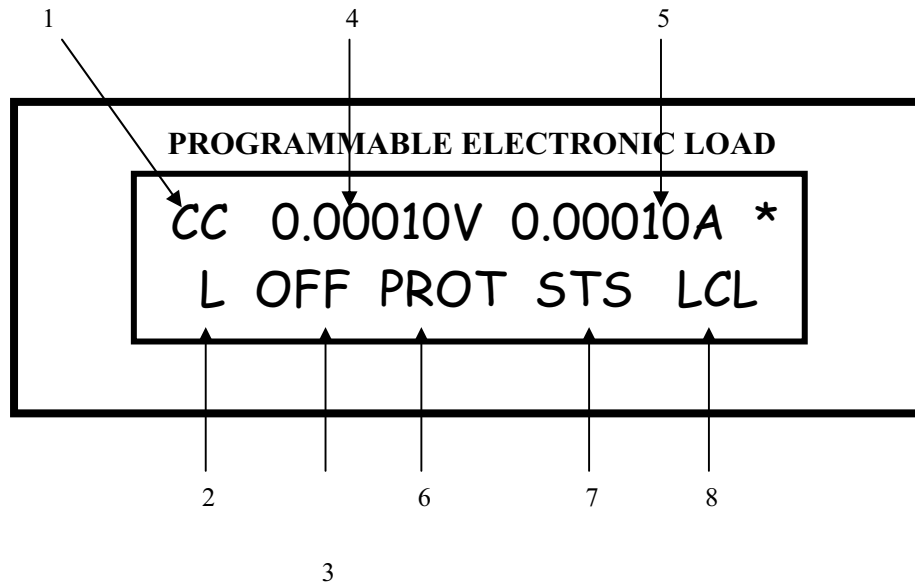 1 4 5
PROGRAMMABLE ELECTRONIC LOAD
CC 0.00010V 0.00010A *
L OFF PROT STS LCL
2 6 7 8
3